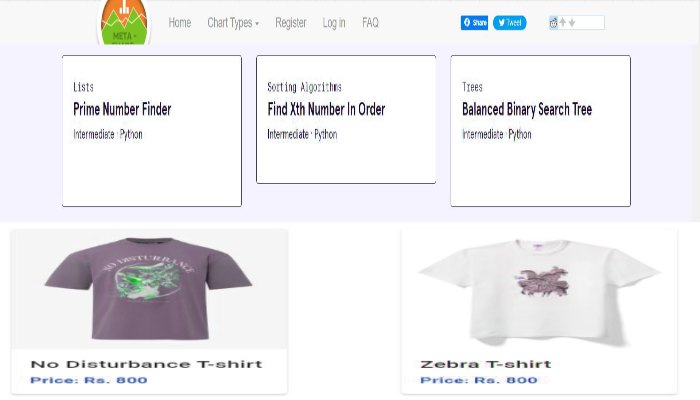 META -
Home Chart Types Register Log in FAQ Share Tweet
Lists Sorting Algorithms Trees
Prime Number Finder Find Xth Number In Order Balanced Binary Search Tree
Intermediate · Python Intermediate · Python Intermediate · Python
NO DISTURBANCE
No Disturbance T-shirt Zebra T-shirt
Price: Rs. 800 Price: Rs. 800